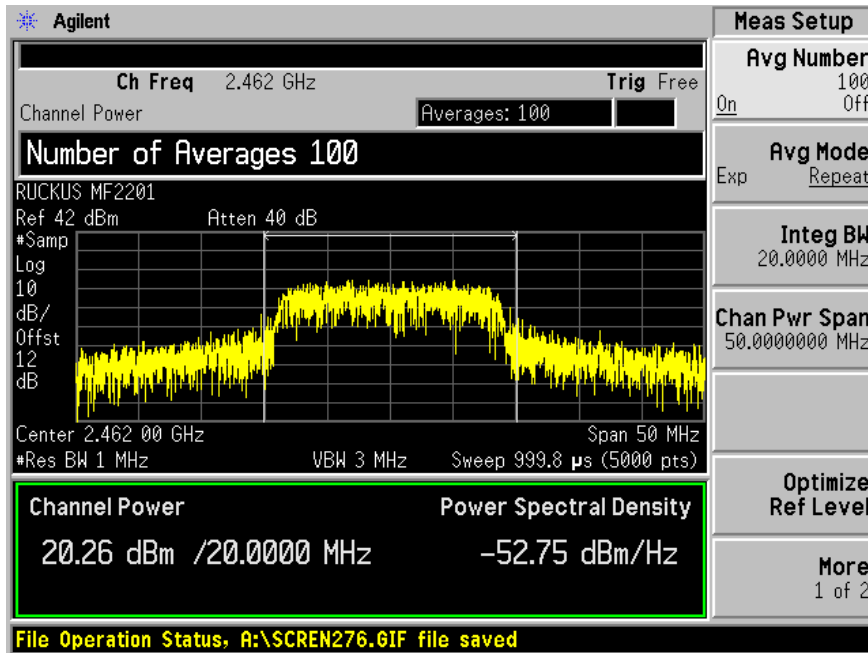 Agilent
Ch Freq 2.462 GHz Trig Free
Channel Power Averages: 100
Number of Averages 100
RUCKUS MF2201
Ref 42 dBm Atten 40 dB
#Samp
Log
10
dB/
Offst
12
dB
Center 2.462 00 GHz Span 50 MHz
#Res BW 1 MHz VBW 3 MHz Sweep 999.8 µs (5000 pts)
Channel Power Power Spectral Density
20.26 dBm /20.0000 MHz -52.75 dBm/Hz
File Operation Status, A:\SCREN276.GIF file saved
Meas Setup
Avg Number
100
On Off
Avg Mode
Exp Repeat
Integ BW
20.0000 MHz
Chan Pwr Span
50.0000000 MHz
Optimize
Ref Level
More
1 of 2